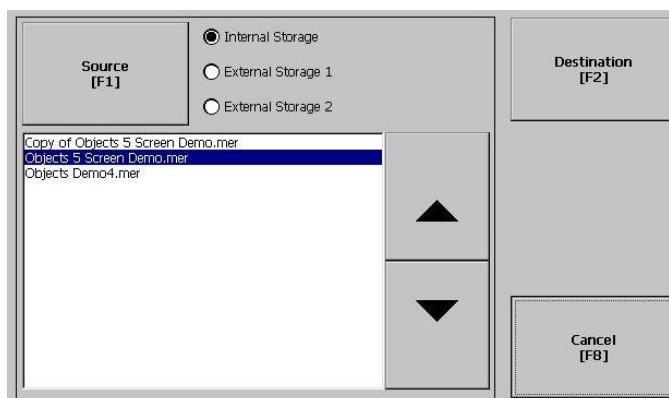 Source
[F1]
Internal Storage
External Storage 1
External Storage 2
Destination
[F2]
Copy of Objects 5 Screen Demo.mer
Objects 5 Screen Demo.mer
Objects Demo4.mer
Cancel
[F8]